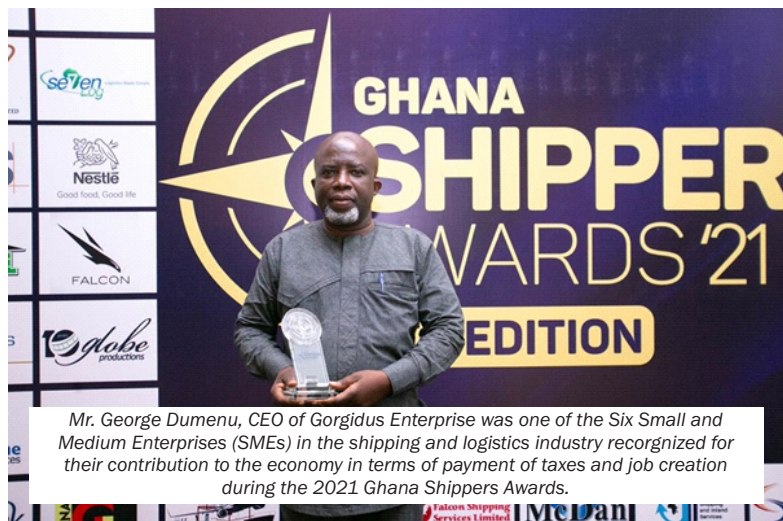 GHANA
SHIPPER
AWARDS '21
EDITION
seven
Log
Nestlé
Good food, Good life
FALCON
10 globe
productions
Mr. George Dumenu, CEO of Gorgidus Enterprise was one of the Six Small and
Medium Enterprises (SMEs) in the shipping and logistics industry recorgnized for
their contribution to the economy in terms of payment of taxes and job creation
during the 2021 Ghana Shippers Awards.
Falcon Shipping
Services Limited
McDan